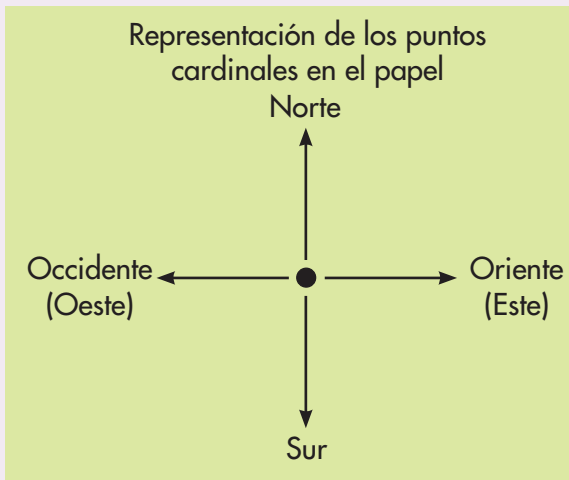 Representación de los puntos
cardinales en el papel
Norte
Occidente
(Oeste)
Oriente
(Este)
Sur